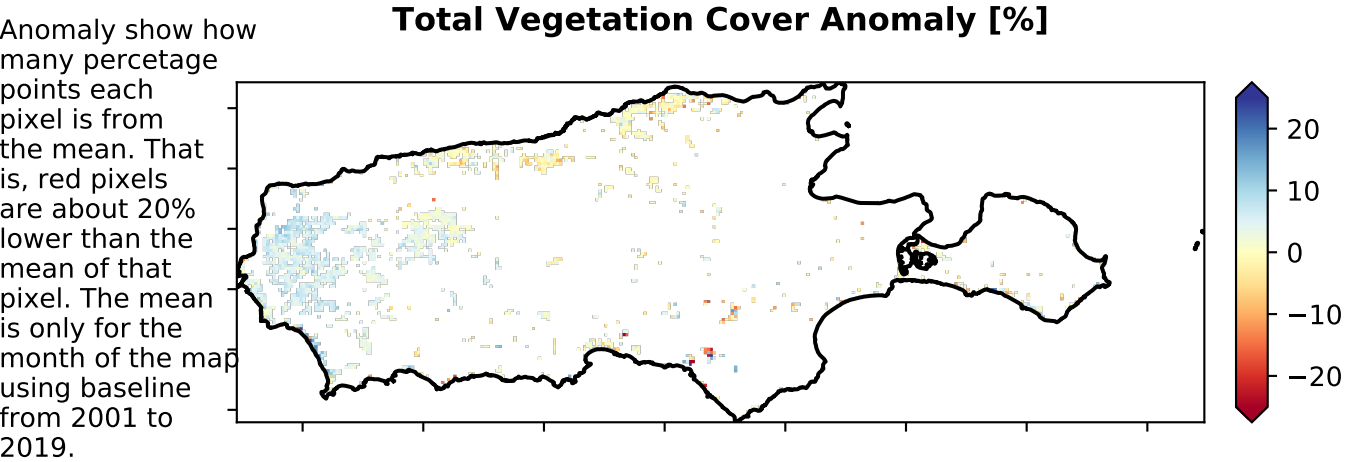 Total Vegetation Cover Anomaly [%]
Anomaly show how
many percetage
points each
pixel is from
the mean. That
is, red pixels
are about 20%
lower than the
mean of that
pixel. The mean
is only for the
month of the map
using baseline
from 2001 to
2019.
20
10
0
−10
−20